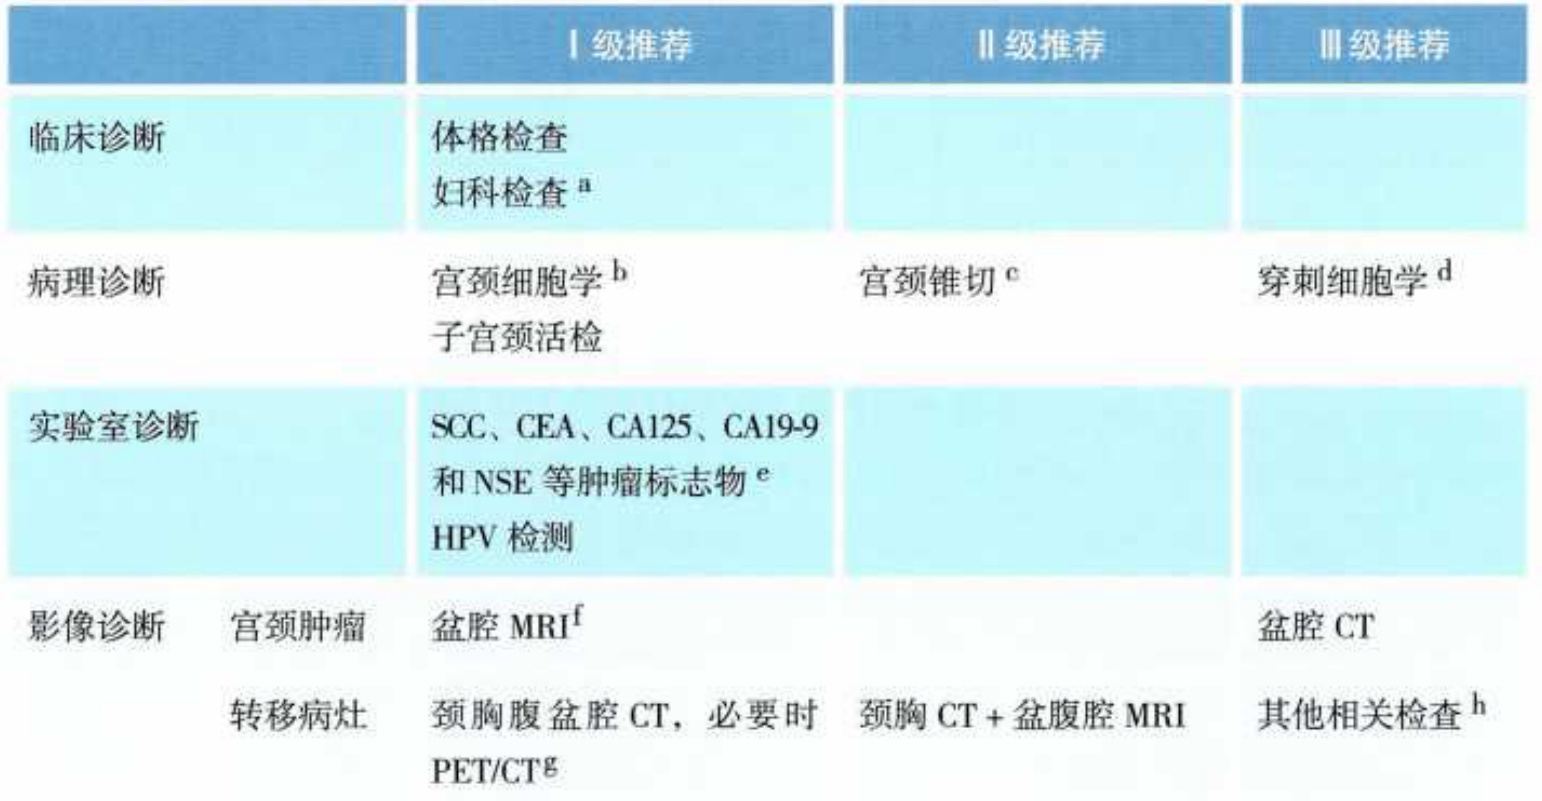 Ⅰ级推荐 Ⅱ级推荐 Ⅲ级推荐
临床诊断 体格检查
妇科检查 a
病理诊断 宫颈细胞学 b 宫颈锥切 c 穿刺细胞学 d
子宫颈活检
实验室诊断 SCC、CEA、CA125、CA19-9
和 NSE 等肿瘤标志物 e
HPV 检测
影像诊断 宫颈肿瘤 盆腔 MRI f 盆腔 CT
转移病灶 颈胸腹盆腔 CT，必要时 颈胸 CT + 盆腹腔 MRI 其他相关检查 h
PET/CT g